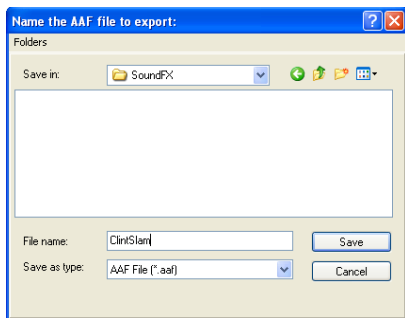 Name the AAF file to export:
Folders
Save in: SoundFX
File name: ClintSlam
Save
Save as type: AAF File (*.aaf)
Cancel